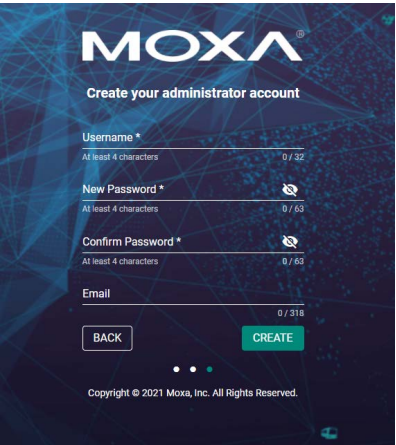 MOXA®
Create your administrator account
Username *
At least 4 characters 0 / 32
New Password *
At least 4 characters 0 / 63
Confirm Password *
At least 4 characters 0 / 63
Email
0 / 318
BACK CREATE
Copyright © 2021 Moxa, Inc. All Rights Reserved.